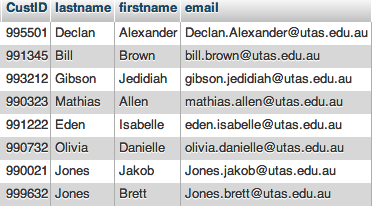 CustID lastname firstname email
995501 Declan Alexander Declan.Alexander@utas.edu.au
991345 Bill Brown bill.brown@utas.edu.au
993212 Gibson Jedidiah gibson.jedidiah@utas.edu.au
990323 Mathias Allen mathias.allen@utas.edu.au
991222 Eden Isabelle eden.isabelle@utas.edu.au
990732 Olivia Danielle olivia.danielle@utas.edu.au
990021 Jones Jakob Jones.jakob@utas.edu.au
999632 Jones Brett Jones.brett@utas.edu.au